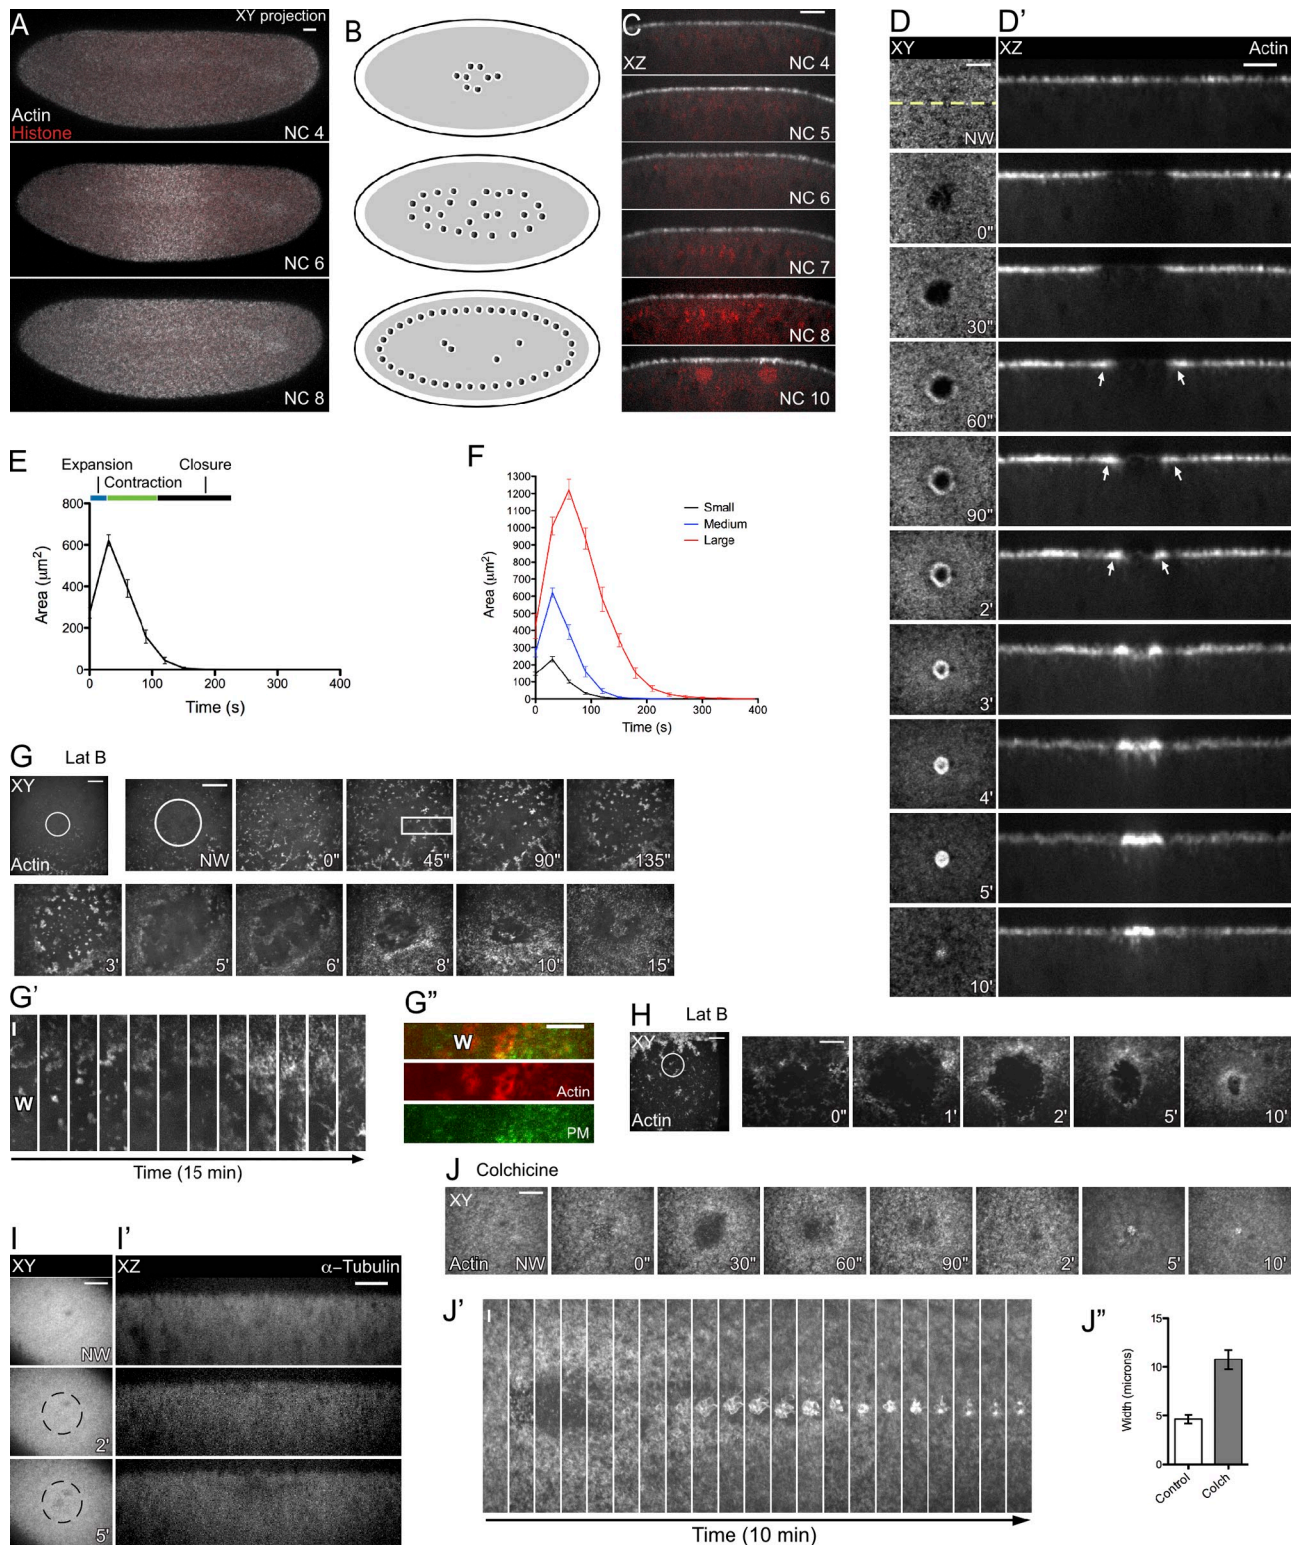 A
XY projection
Actin
Histone
NC 4
NC 6
NC 8
B
C
XZ
NC 4
NC 5
NC 6
NC 7
NC 8
NC 10
D
XY
NW
0"
30"
60"
90"
2'
3'
4'
5'
10'
D'
XZ
Actin
E
Expansion
Closure
Contraction
800
600
400
200
0
Area (μm²)
0
100
200
300
400
Time (s)
F
1300
1200
1100
1000
900
800
700
600
500
400
300
200
100
0
Area (μm²)
Small
Medium
Large
0
100
200
300
400
Time (s)
G
Lat B
XY
Actin
NW
0"
45"
90"
135"
3'
5'
6'
8'
10"
15'
G'
W
Time (15 min)
G"
W
Actin
PM
H
Lat B
XY
Actin
0"
1'
2'
5'
10'
I
XY
NW
2'
5'
I'
XZ
α-Tubulin
J
Colchicine
XY
Actin
NW
0"
30"
60"
90"
2'
5'
10'
J'
Time (10 min)
J"
15
10
5
0
Width (microns)
Control
Colch